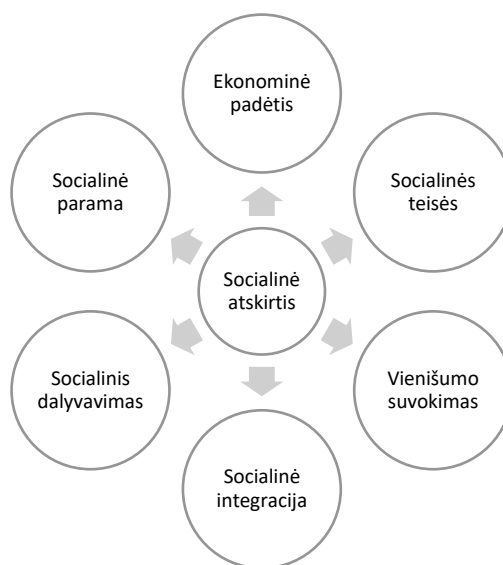 Ekonominė
padėtis
Socialinė
parama
Socialinės
teisės
Socialinė
atskirtis
Socialinis
dalyvavimas
Vienišumo
suvokimas
Socialinė
integracija